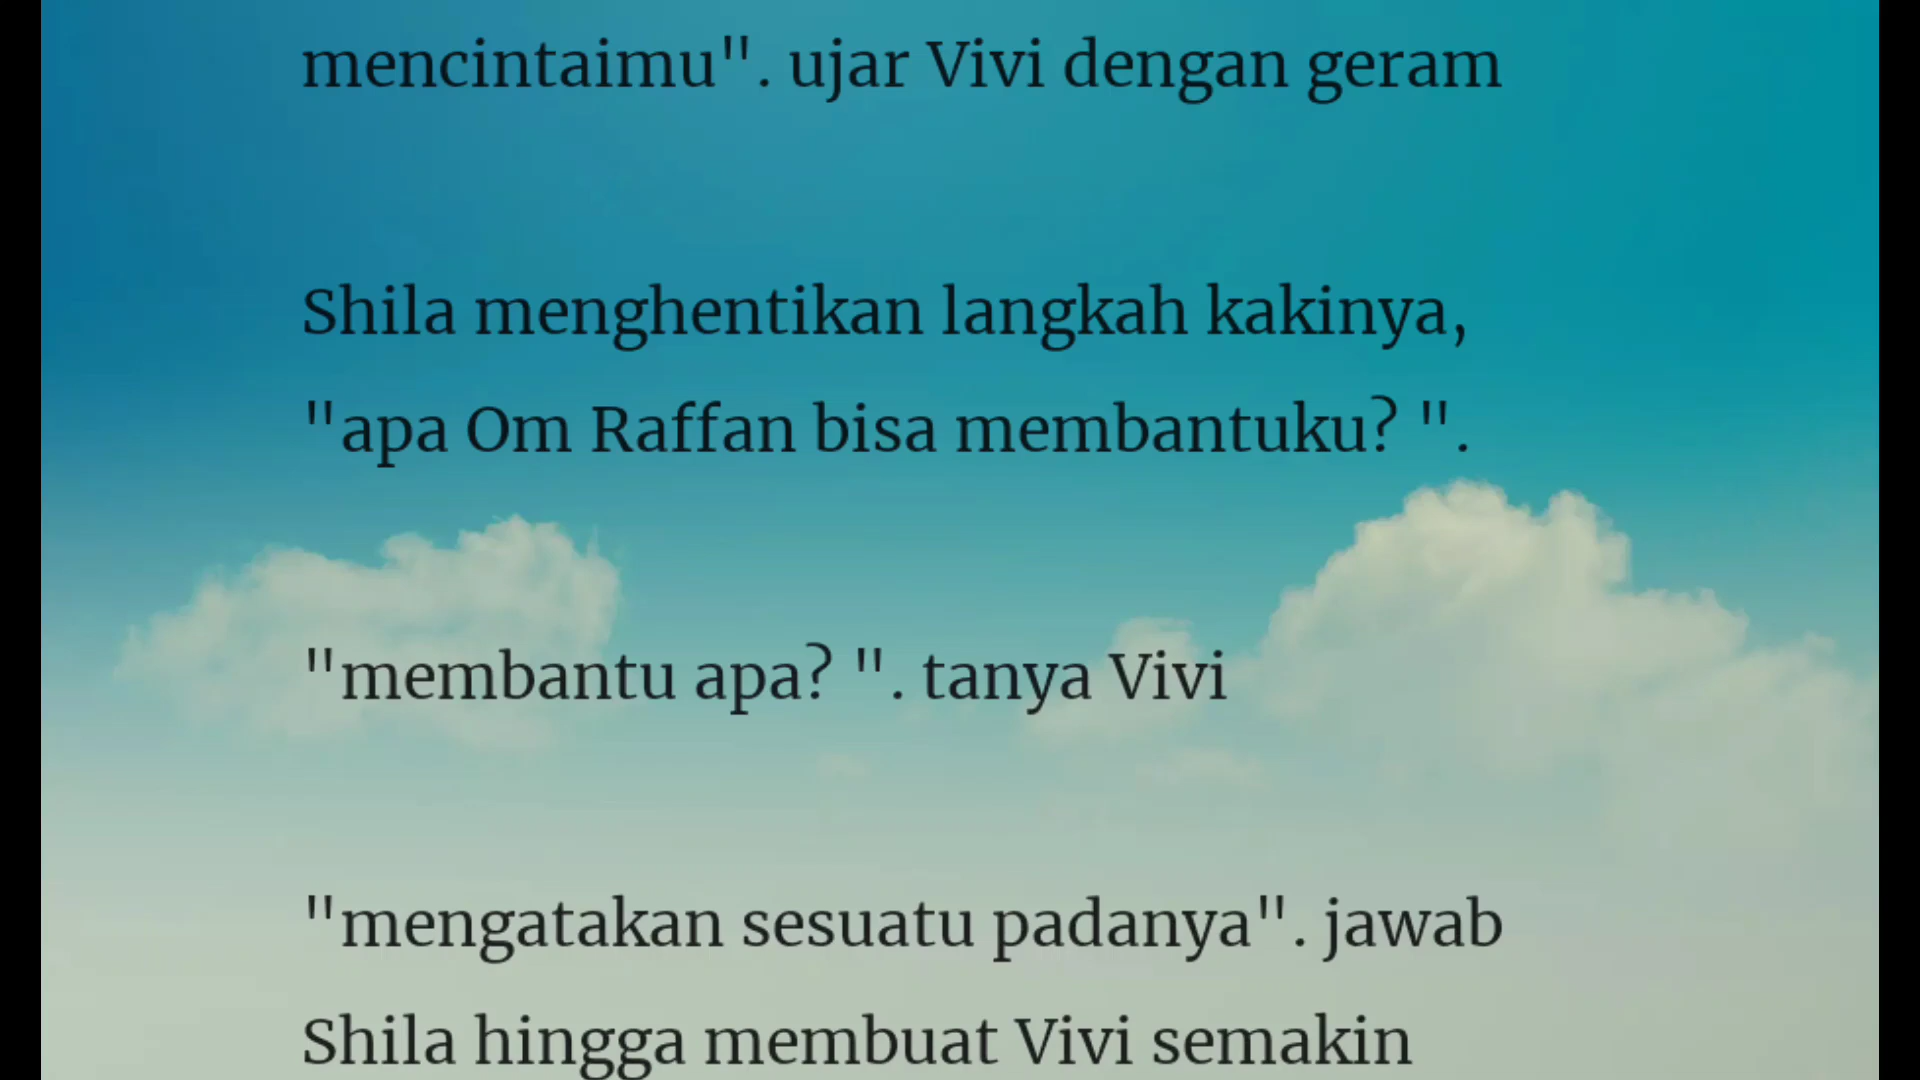 mencintaimu". ujar Vivi dengan geram
Shila menghentikan langkah kakinya,
"apa Om Raffan bisa membantuku? ".
"membantu apa? ". tanya Vivi
"mengatakan sesuatu padanya". jawab
Shila hingga membuat Vivi semakin